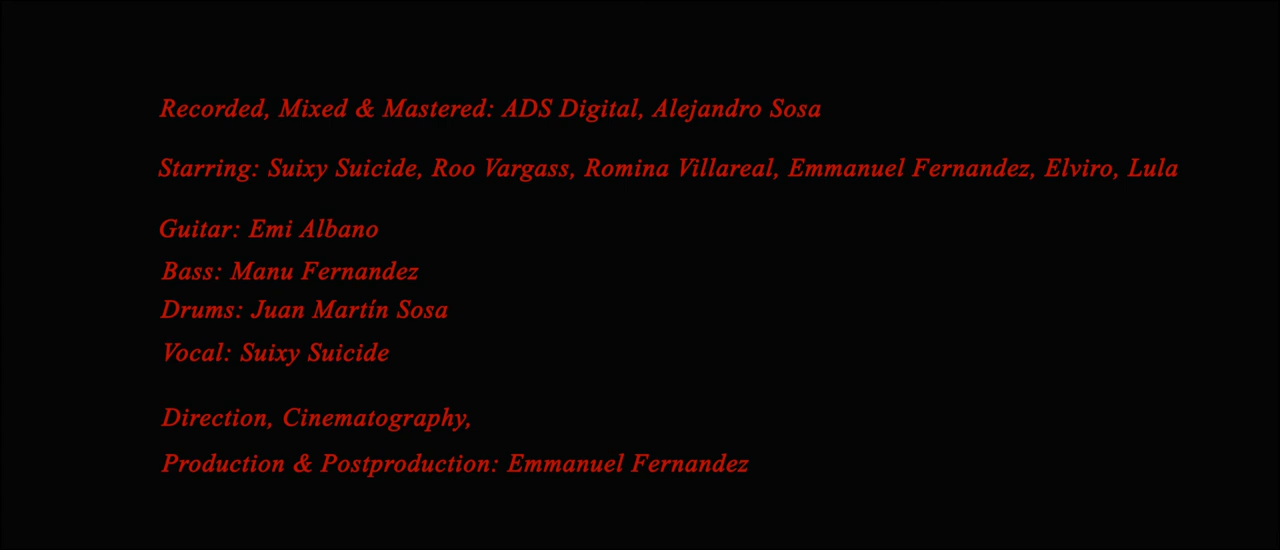 Recorded, Mixed & Mastered: ADS Digital, Alejandro Sosa
Starring: Suixy Suicide, Roo Vargass, Romina Villareal, Emmanuel Fernandez, Elviro, Lula
Guitar: Emi Albano
Bass: Manu Fernandez
Drums: Juan Martín Sosa
Vocal: Suixy Suicide
Direction, Cinematography,
Production & Postproduction: Emmanuel Fernandez